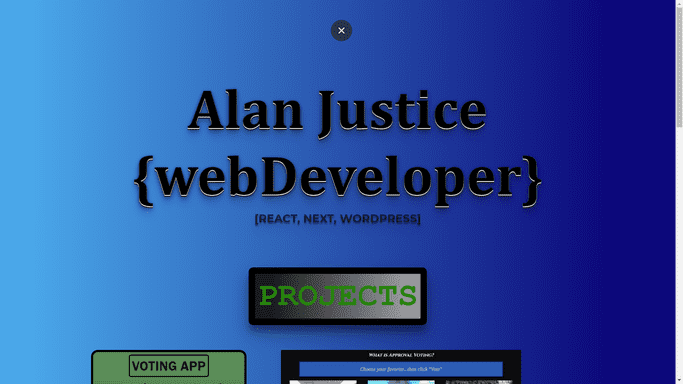 Alan Justice
{webDeveloper}
[REACT, NEXT, WORDPRESS]
PROJECTS
VOTING APP
WHAT IS APPROVAL VOTING?
Choose your favorites...then click "Vote"